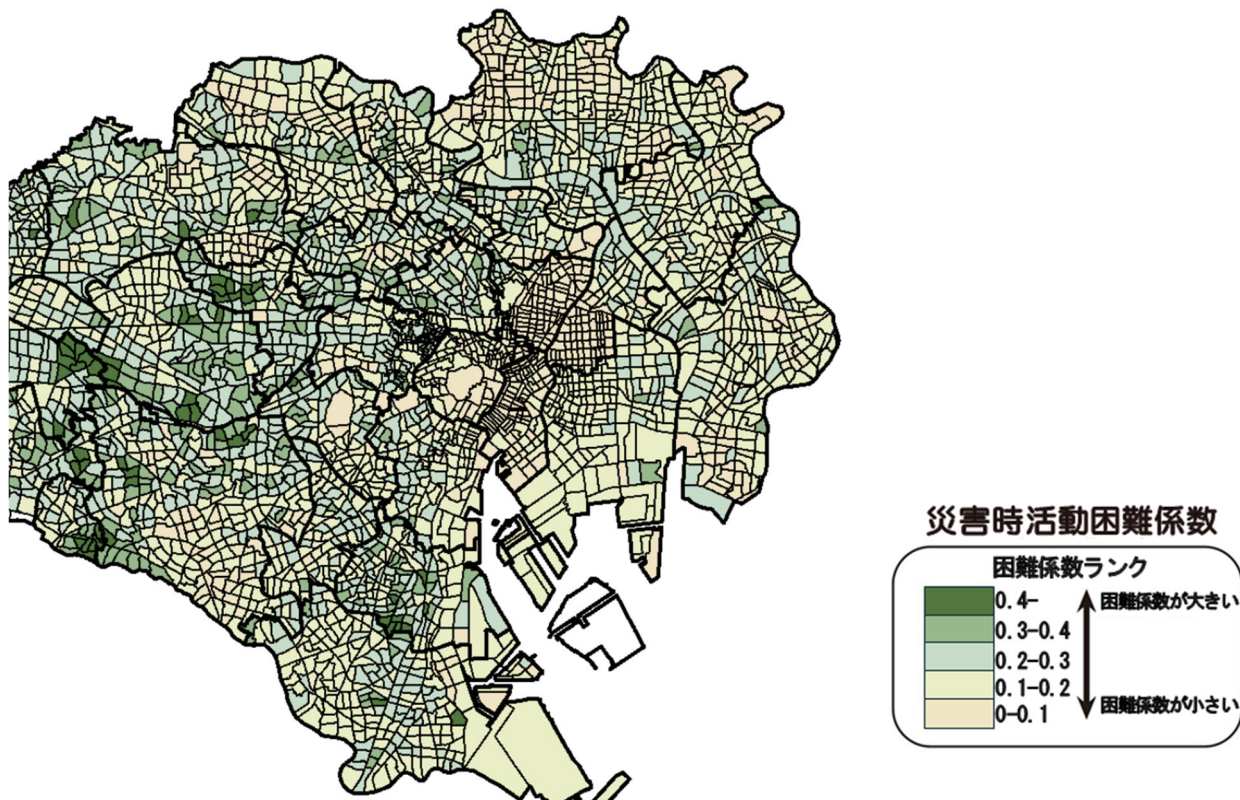 災害時活動困難係数
困難係数ランク
0.4-
困難係数が大きい
0.3-0.4
0.2-0.3
0.1-0.2
困難係数が小さい
0-0.1